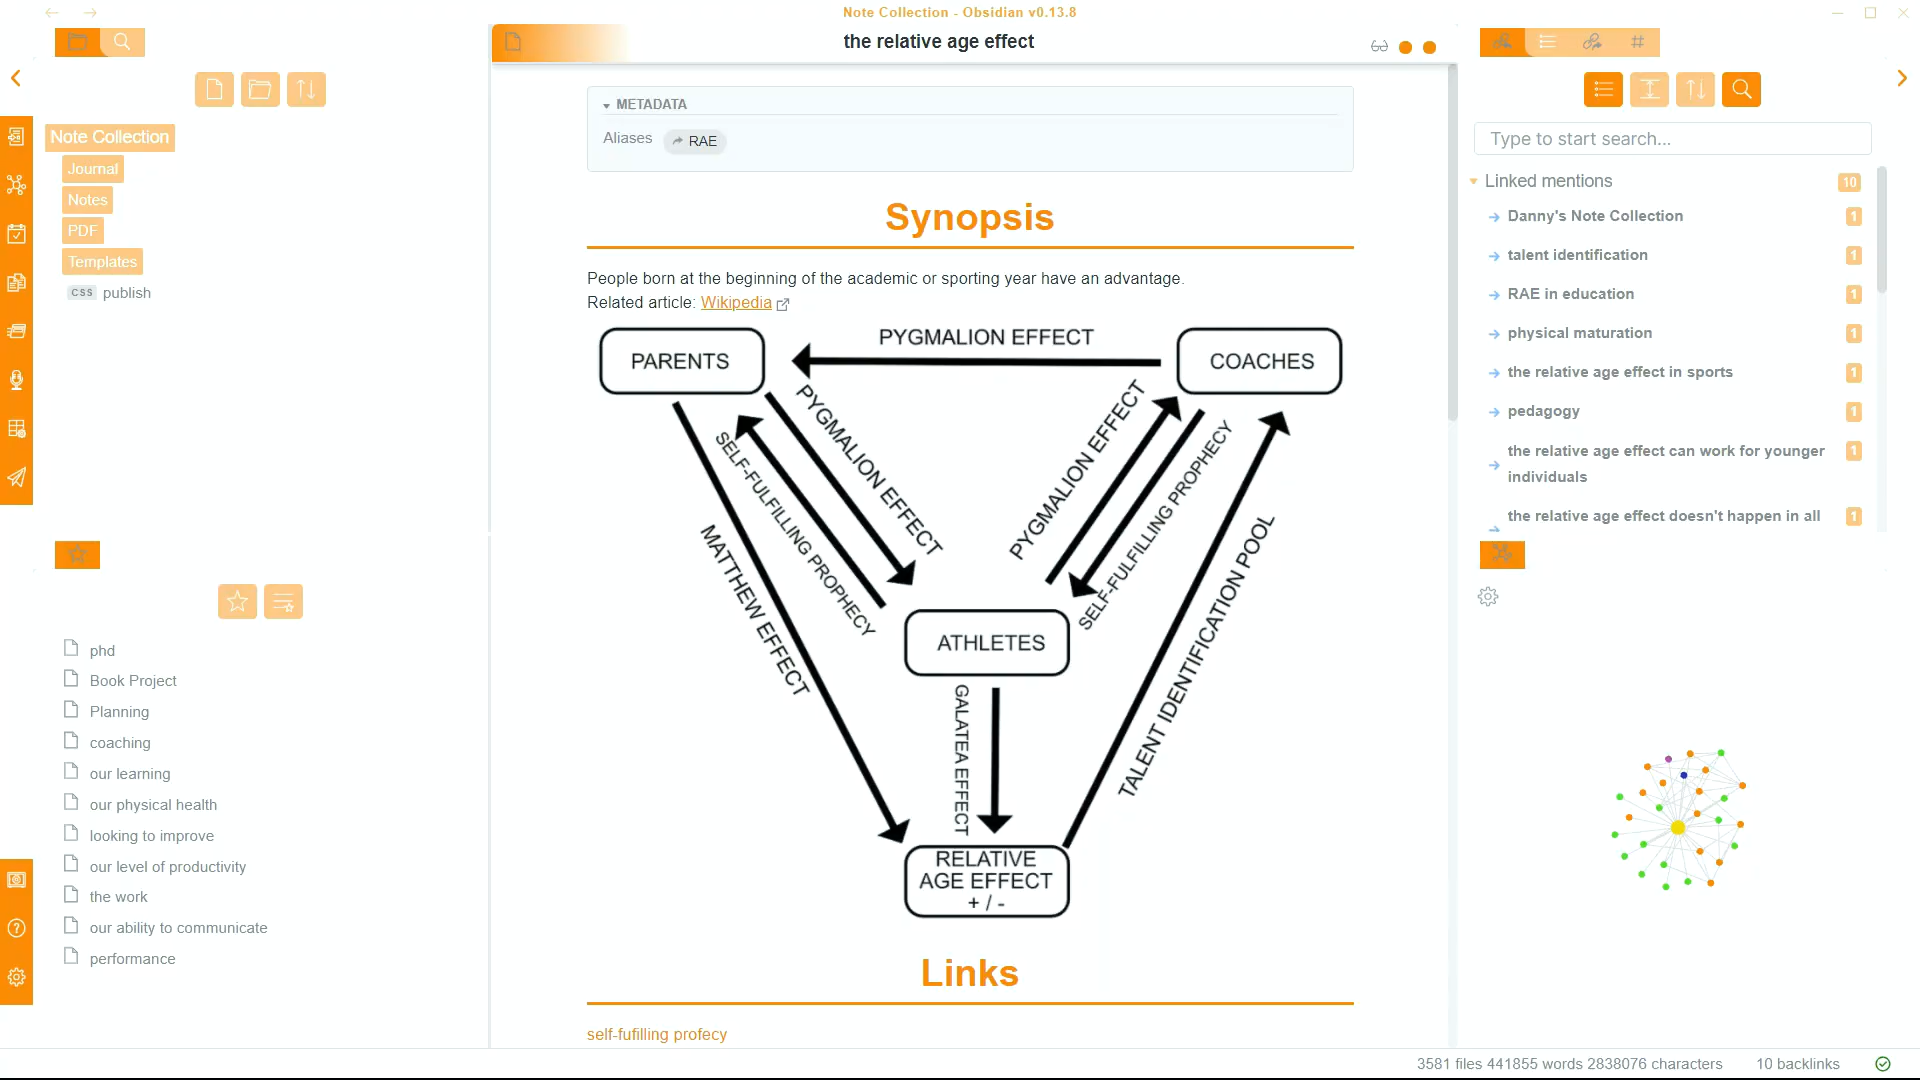 Note Collection - Obsidian v0.13.8
the relative age effect
Note Collection
Journal
Notes
PDF
Templates
CSS publish
phd
Book Project
Planning
coaching
our learning
our physical health
looking to improve
our level of productivity
the work
our ability to communicate
performance
METADATA
Aliases RAE
Synopsis
People born at the beginning of the academic or sporting year have an advantage.
Related article: Wikipedia
PYGMALION EFFECT
PARENTS
COACHES
PYGMALION EFFECT
SELF-FULFILLING PROPHECY
MATTHEW EFFECT
PYGMALION EFFECT
SELF-FULFILLING PROPHECY
TALENT IDENTIFICATION POOL
ATHLETES
GALATEA EFFECT
RELATIVE
AGE EFFECT
+ / -
Links
self-fufilling profecy
#
Type to start search...
Linked mentions 10
Danny's Note Collection 1
talent identification 1
RAE in education 1
physical maturation 1
the relative age effect in sports 1
pedagogy 1
the relative age effect can work for younger 1
individuals
the relative age effect doesn't happen in all 1
3581 files 441855 words 2838076 characters 10 backlinks